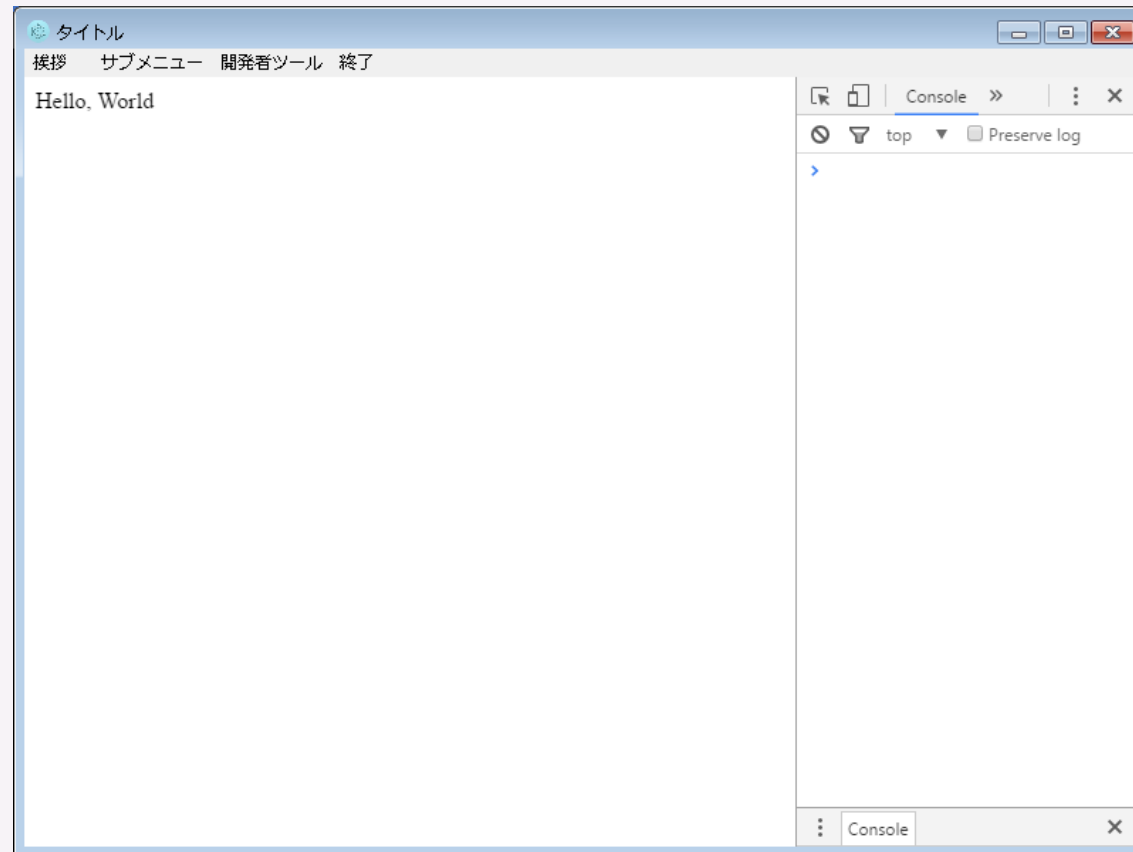 タイトル
挨拶 サブメニュー 開発者ツール 終了
Hello, World
Console
top Preserve log
Console